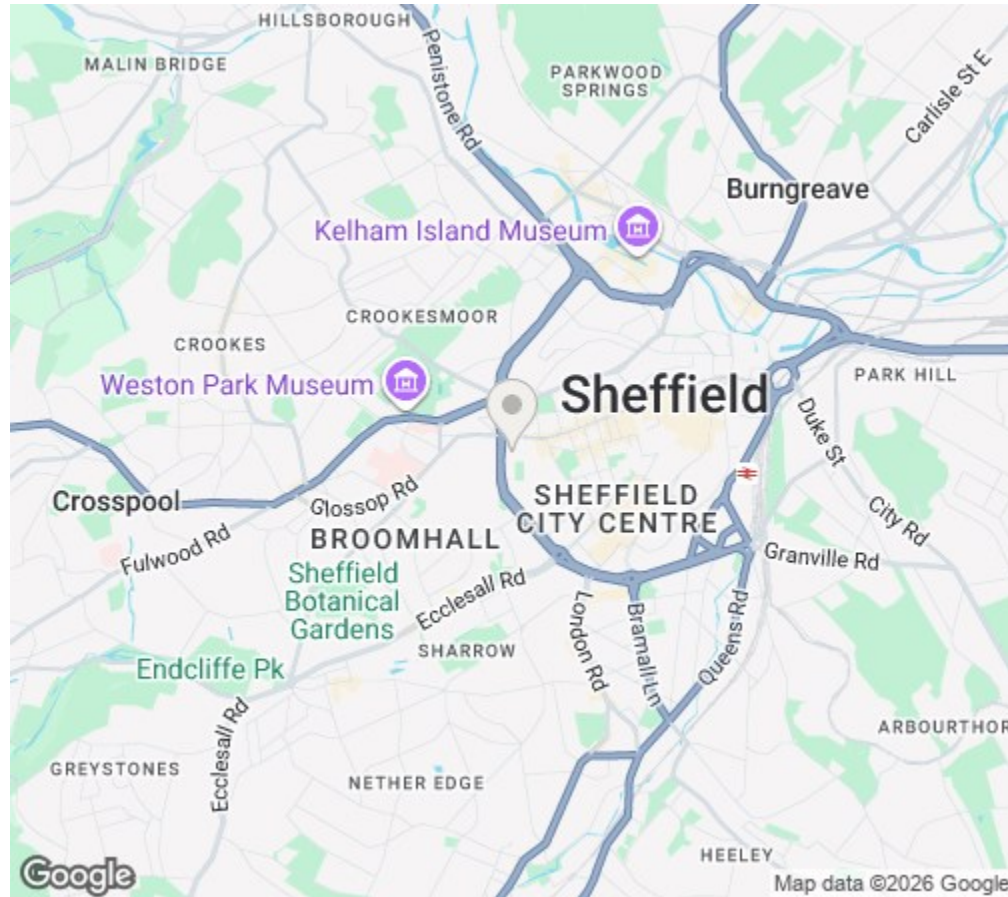 HILLSBOROUGH
MALIN BRIDGE
Penistone Rd
PARKWOOD
SPRINGS
Carlisle St E
Burngreave
Kelham Island Museum
CROOKESMOOR
CROOKES
Weston Park Museum
Sheffield
PARK HILL
Duke St
Crosspool
Glossop Rd
SHEFFIELD
CITY CENTRE
City Rd
Fulwood Rd
BROOMHALL
Granville Rd
Sheffield
Botanical
Gardens
Ecclesall Rd
London Rd
Bramall Ln
Queens Rd
SHARROW
Endcliffe Pk
Ecclesall Rd
ARBOURTHOR
GREYSTONES
NETHER EDGE
HEELEY
Google
Map data ©2026 Google